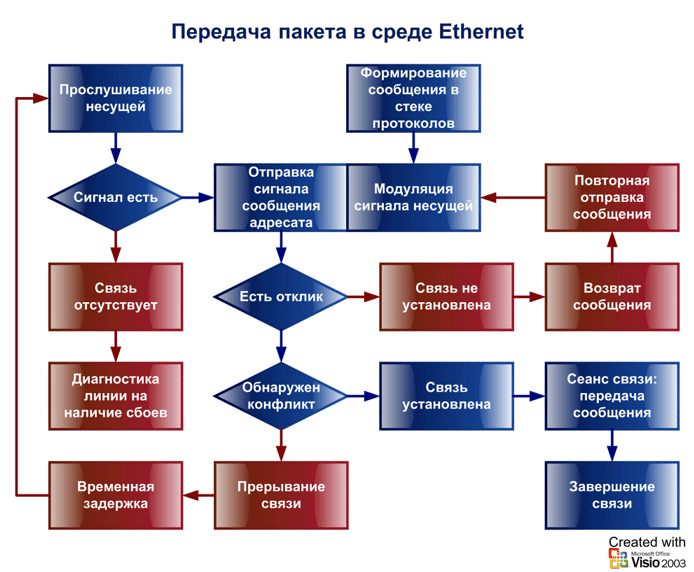 Передача пакета в среде Ethernet
Прослушивание
несущей
Формирование
сообщения в
стеке
протоколов
Сигнал есть
Отправка
сигнала
сообщения
адресата
Модуляция
сигнала несущей
Повторная
отправка
сообщения
Связь
отсутствует
Есть отклик
Связь не
установлена
Возврат
сообщения
Диагностика
линии на
наличие сбоев
Обнаружен
конфликт
Связь
установлена
Сеанс связи:
передача
сообщения
Временная
задержка
Прерывание
связи
Завершение
связи
Created with
Microsoft Office
Visio 2003